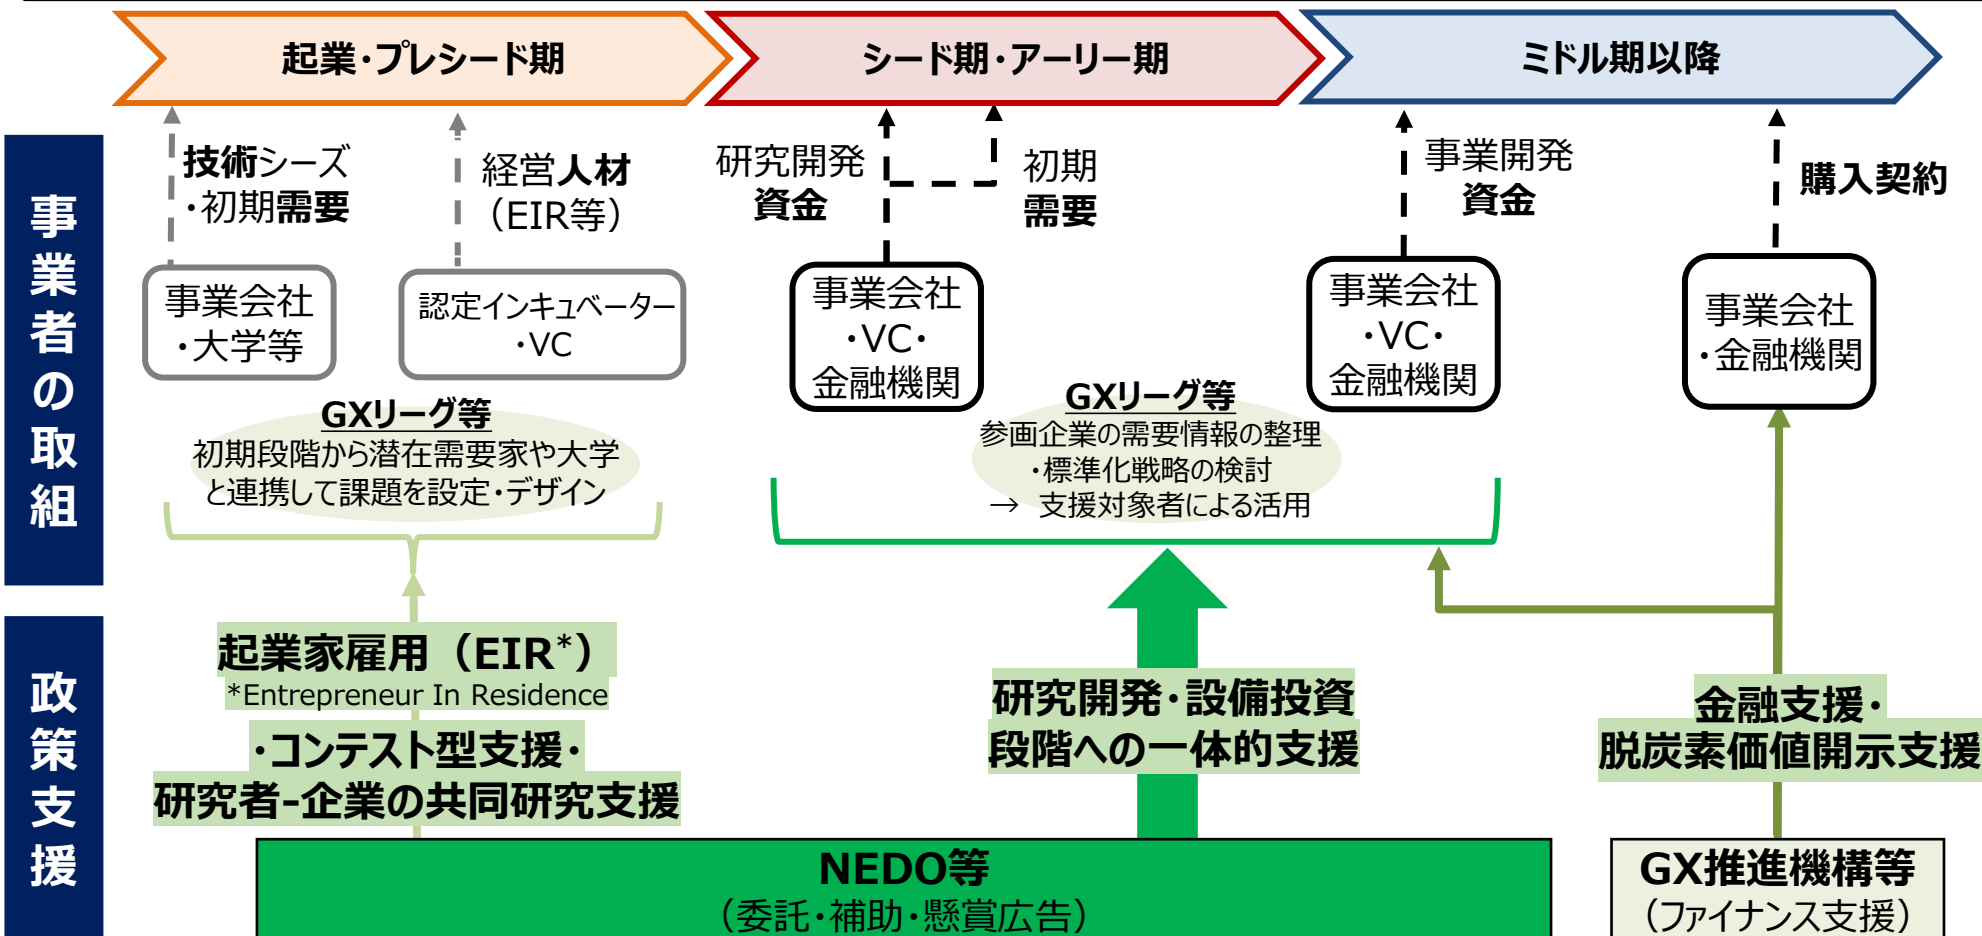 起業・プレシード期
シード期・アーリー期
ミドル期以降
事業者の取組
技術シーズ
・初期需要
経営人材
（EIR等）
研究開発
資金
初期
需要
事業開発
資金
購入契約
事業会社
・大学等
認定インキュベーター
・VC
事業会社
・VC・
金融機関
事業会社
・VC・
金融機関
事業会社
・金融機関
GXリーグ等
初期段階から潜在需要家や大学
と連携して課題を設定・デザイン
GXリーグ等
参画企業の需要情報の整理
・標準化戦略の検討
→ 支援対象者による活用
政策支援
起業家雇用（EIR*）
*Entrepreneur In Residence
・コンテスト型支援・
研究者-企業の共同研究支援
研究開発・設備投資
段階への一体的支援
金融支援・
脱炭素価値開示支援
NEDO等
（委託・補助・懸賞広告）
GX推進機構等
（ファイナンス支援）